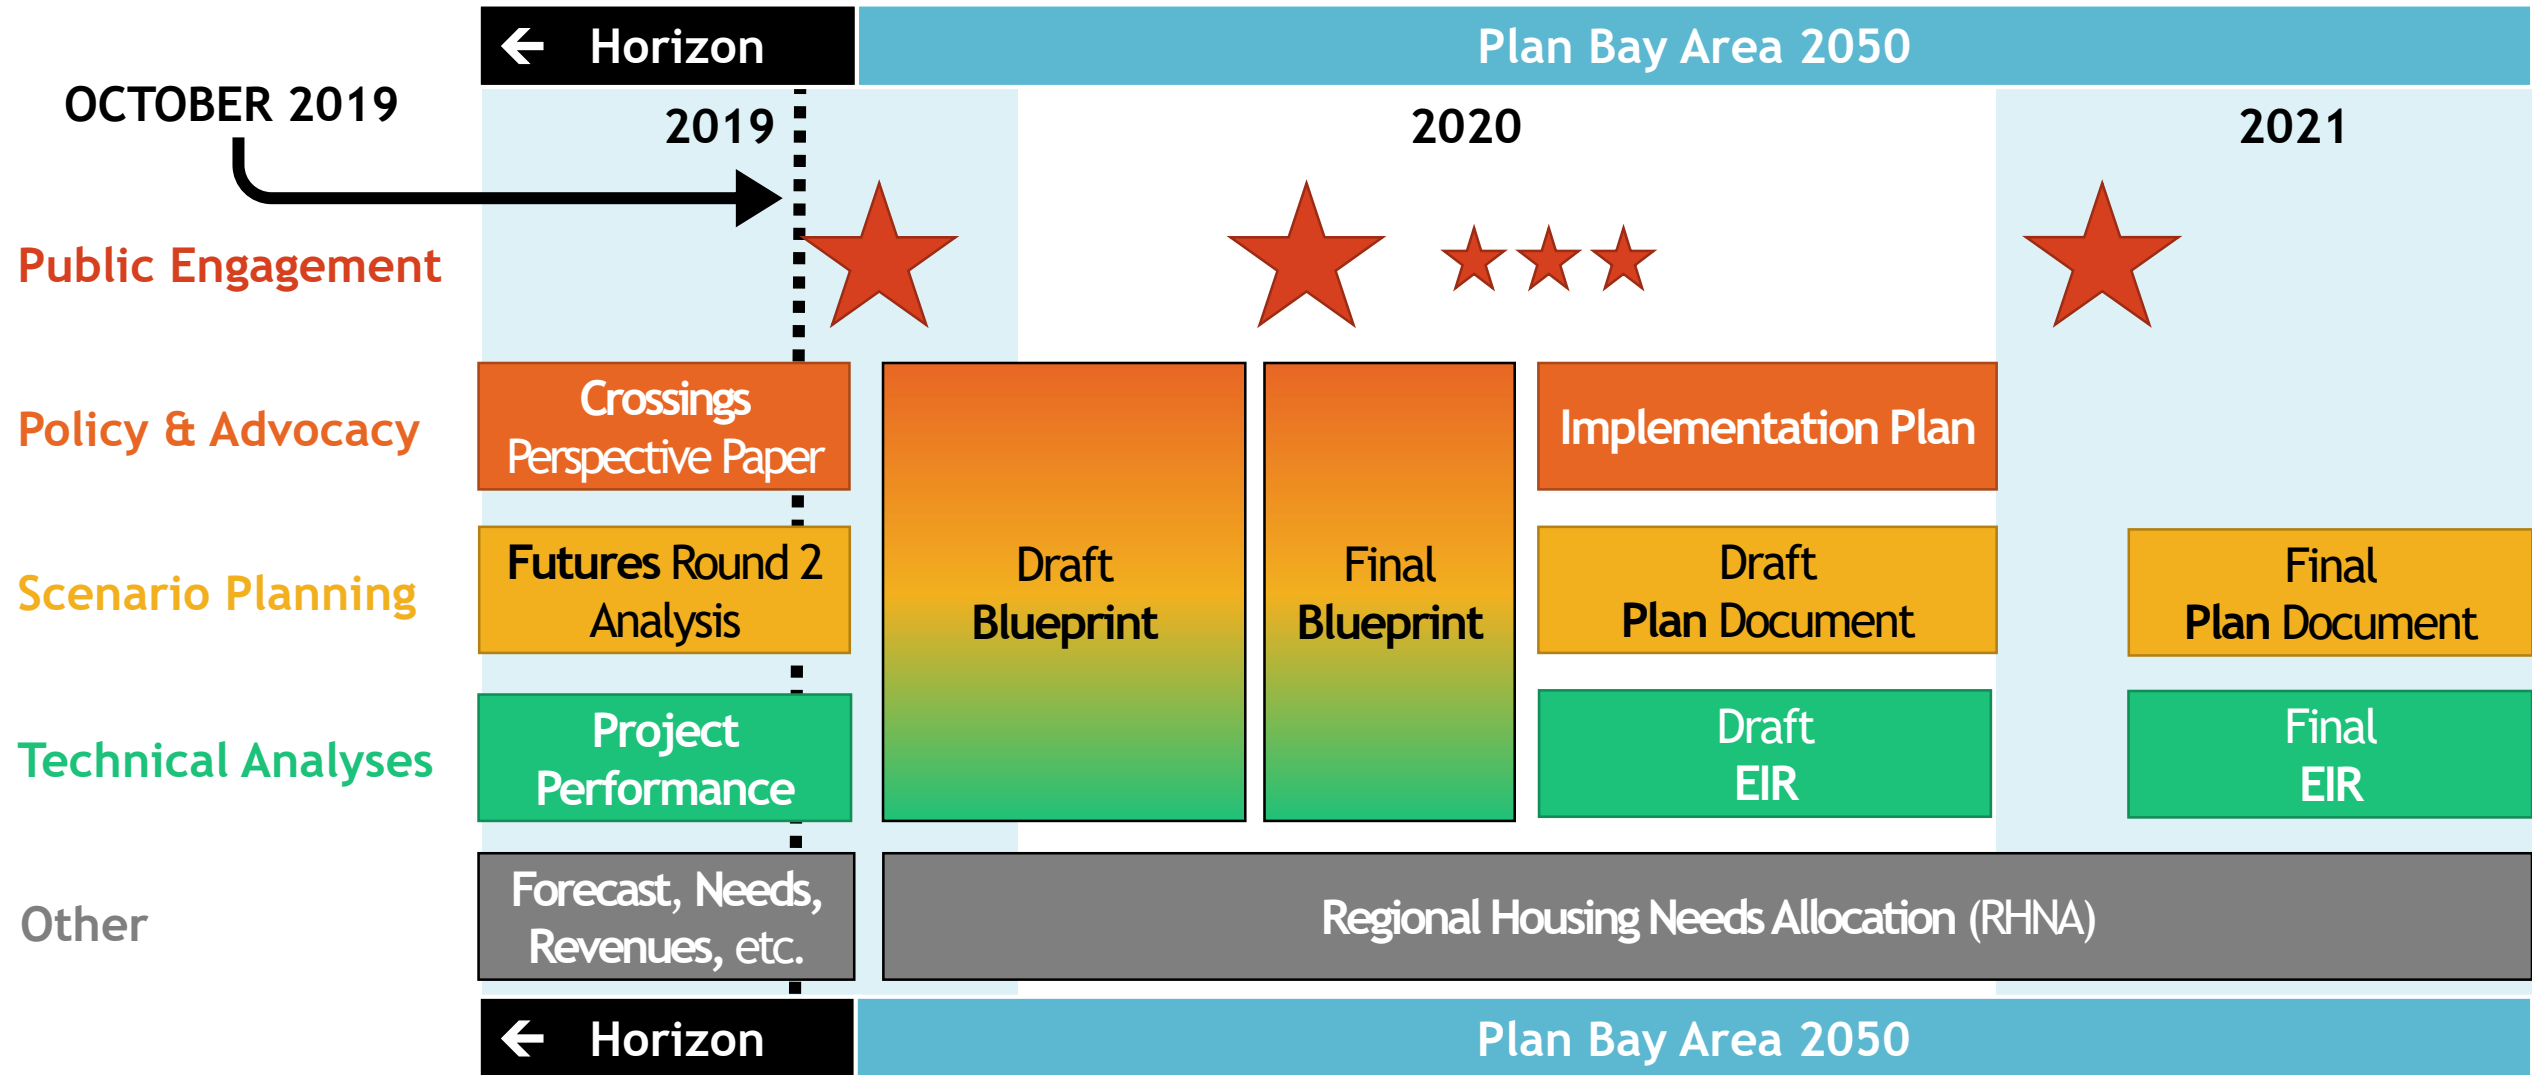 Horizon
Plan Bay Area 2050
OCTOBER 2019
2019
2020
2021
Public Engagement
Policy & Advocacy
Crossings
Perspective Paper
Implementation Plan
Scenario Planning
Futures Round 2
Analysis
Draft
Blueprint
Final
Blueprint
Draft
Plan Document
Final
Plan Document
Technical Analyses
Project
Performance
Draft
EIR
Final
EIR
Other
Forecast, Needs,
Revenues, etc.
Regional Housing Needs Allocation (RHNA)
Horizon
Plan Bay Area 2050